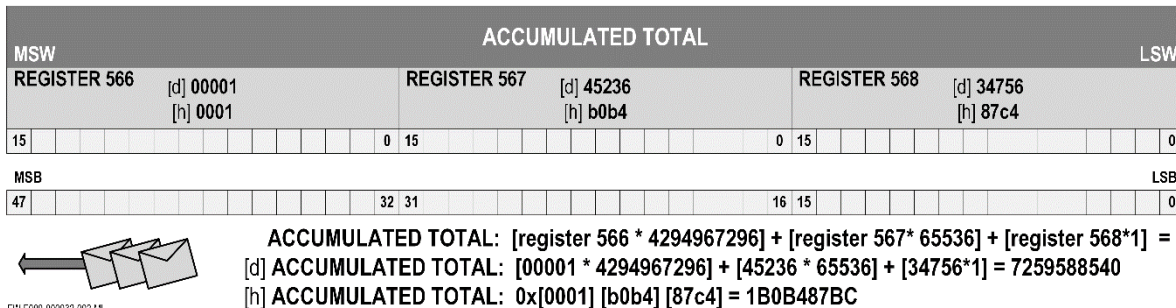 ACCUMULATED TOTAL
MSW LSW
REGISTER 566 [d] 00001 REGISTER 567 [d] 45236 REGISTER 568 [d] 34756
[h] 0001 [h] b0b4 [h] 87c4
15 0 15 0 15 0
MSB LSB
47 32 31 16 15 0
ACCUMULATED TOTAL: [register 566 * 4294967296] + [register 567* 65536] + [register 568*1] =
[d] ACCUMULATED TOTAL: [00001 * 4294967296] + [45236 * 65536] + [34756*1] = 7259588540
[h] ACCUMULATED TOTAL: 0x[0001] [b0b4] [87c4] = 1B0B487BC